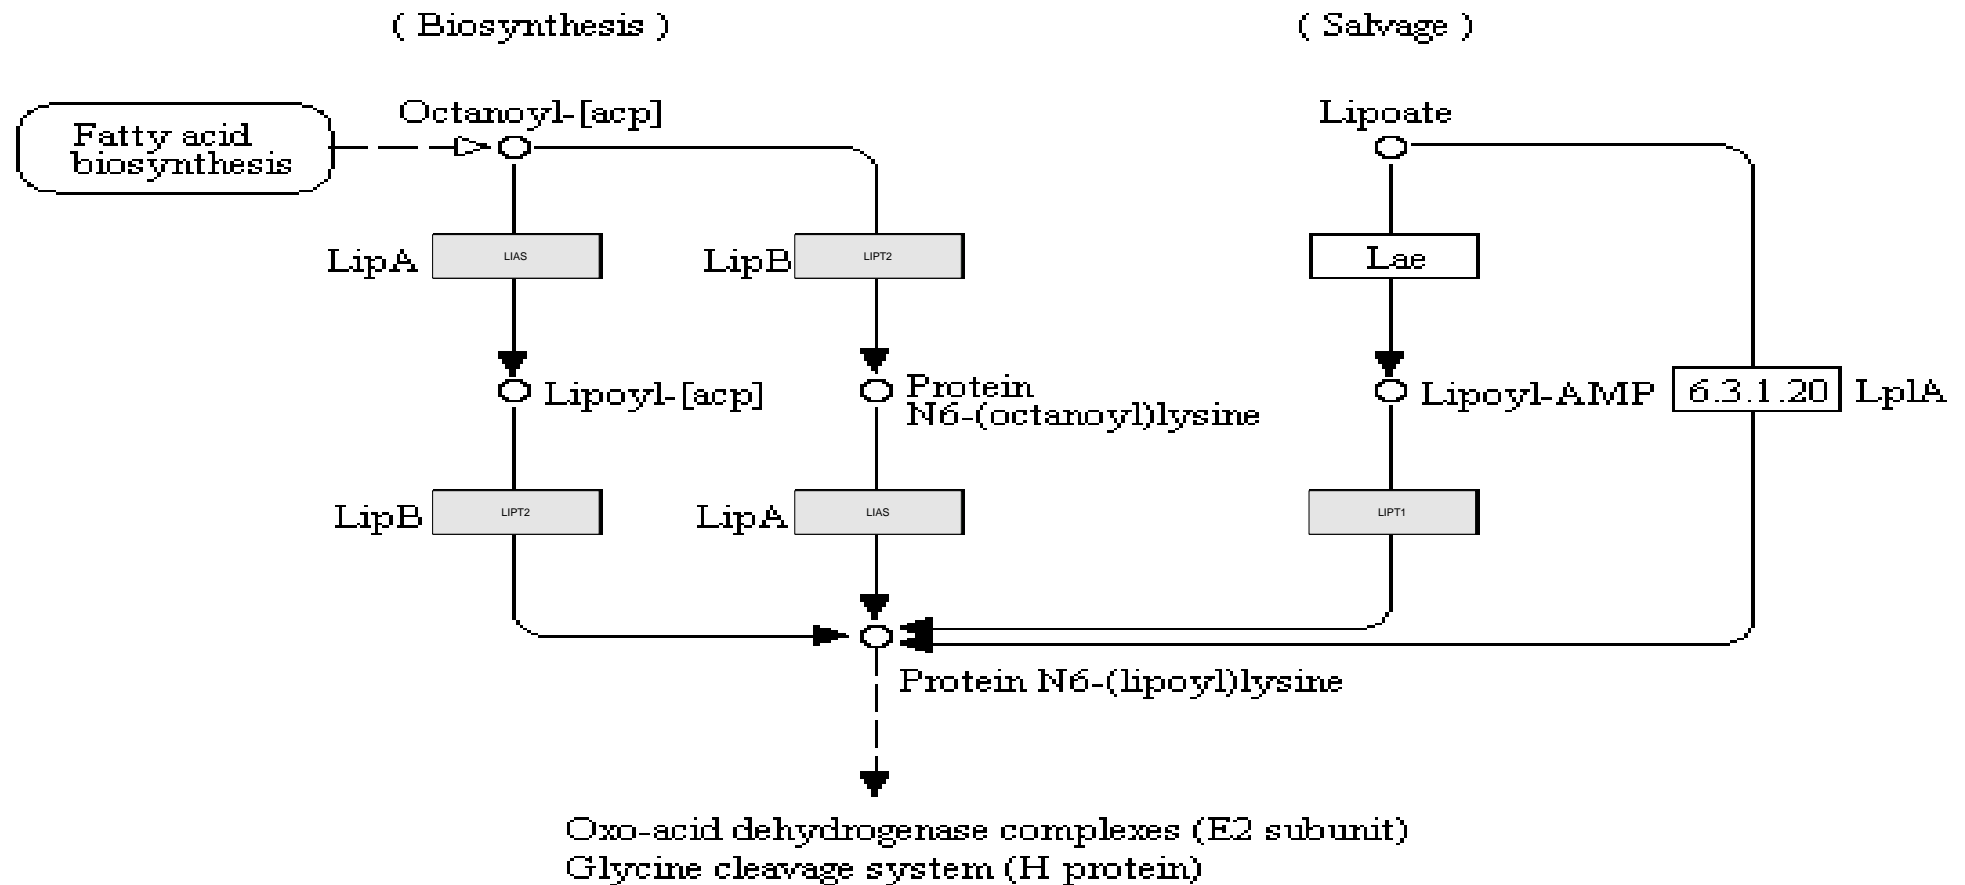 ( Biosynthesis )
( Salvage )
Octanoyl-[acp]
Lipoate
Fatty acid
biosynthesis
LipA
LIAS
LipB
LIPT2
Lae
Lipoyl-[acp]
Protein
N6-(octanoyl)lysine
Lipoyl-AMP
6.3.1.20
LplA
LipB
LIPT2
LipA
LIAS
LIPT1
Protein N6-(lipoyl)lysine
Oxo-acid dehydrogenase complexes (E2 subunit)
Glycine cleavage system (H protein)